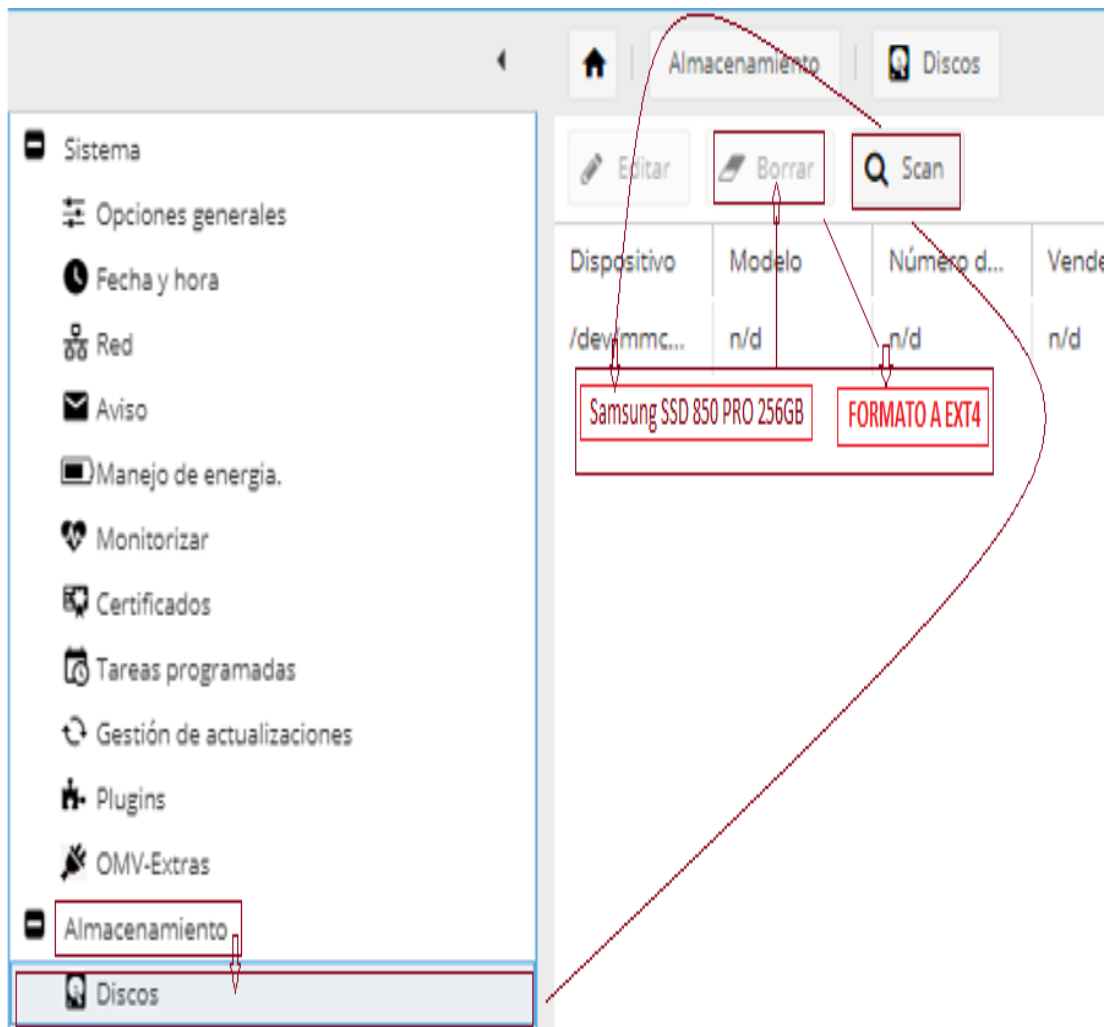 Almacenamiento
Discos
Sistema
Opciones generales
Fecha y hora
Red
Aviso
Manejo de energia.
Monitorizar
Certificados
Tareas programadas
Gestión de actualizaciones
Plugins
OMV-Extras
Almacenamiento
Discos
Editar Borrar Scan
Dispositivo Modelo Número d... Vende
/dev/mmc... n/d n/d n/d
Samsung SSD 850 PRO 256GB FORMATO A EXT4